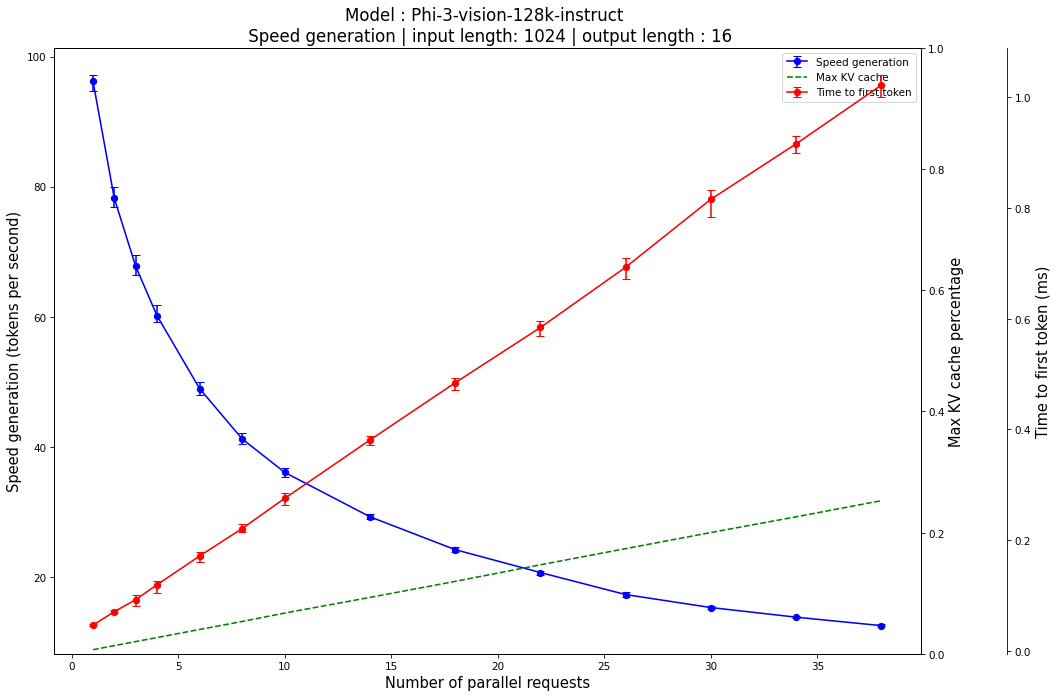 Model : Phi-3-vision-128k-instruct
Speed generation | input length: 1024 | output length : 16
Speed generation
Max KV cache
Time to first token
Speed generation (tokens per second)
100
80
60
40
20
1.0
0.8
0.6
0.4
0.2
0.0
Max KV cache percentage
1.0
0.8
0.6
0.4
0.2
0.0
Time to first token (ms)
0 5 10 15 20 25 30 35
Number of parallel requests